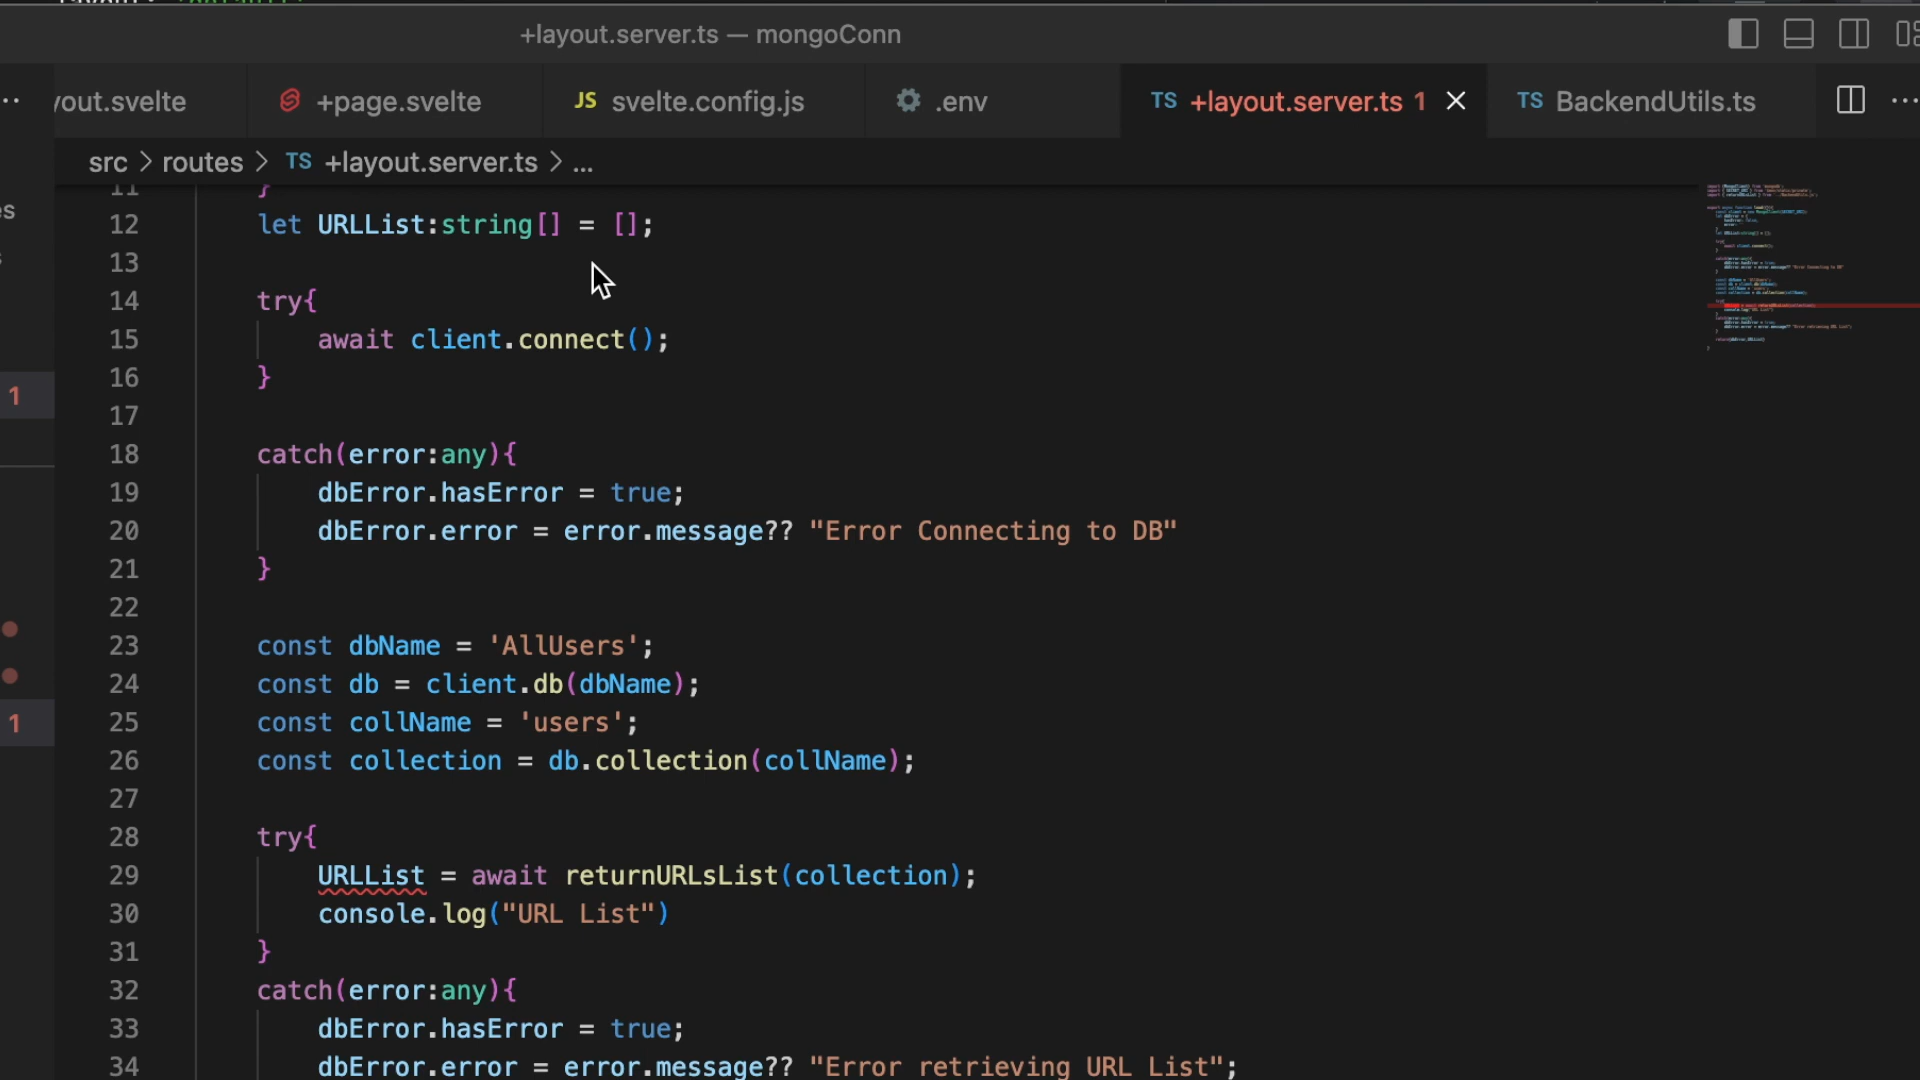 +layout.server.ts — mongoConn
yout.svelte
+page.svelte
JS svelte.config.js
.env
TS +layout.server.ts 1
TS BackendUtils.ts
src > routes > TS +layout.server.ts > ...
11 }
12 let URLList:string[] = [];
13
14 try{
15 await client.connect();
16 }
17
18 catch(error:any){
19 dbError.hasError = true;
20 dbError.error = error.message?? "Error Connecting to DB"
21 }
22
23 const dbName = 'AllUsers';
24 const db = client.db(dbName);
25 const collName = 'users';
26 const collection = db.collection(collName);
27
28 try{
29 URLList = await returnURLsList(collection);
30 console.log("URL List")
31 }
32 catch(error:any){
33 dbError.hasError = true;
34 dbError.error = error.message?? "Error retrieving URL List";
es
1
1